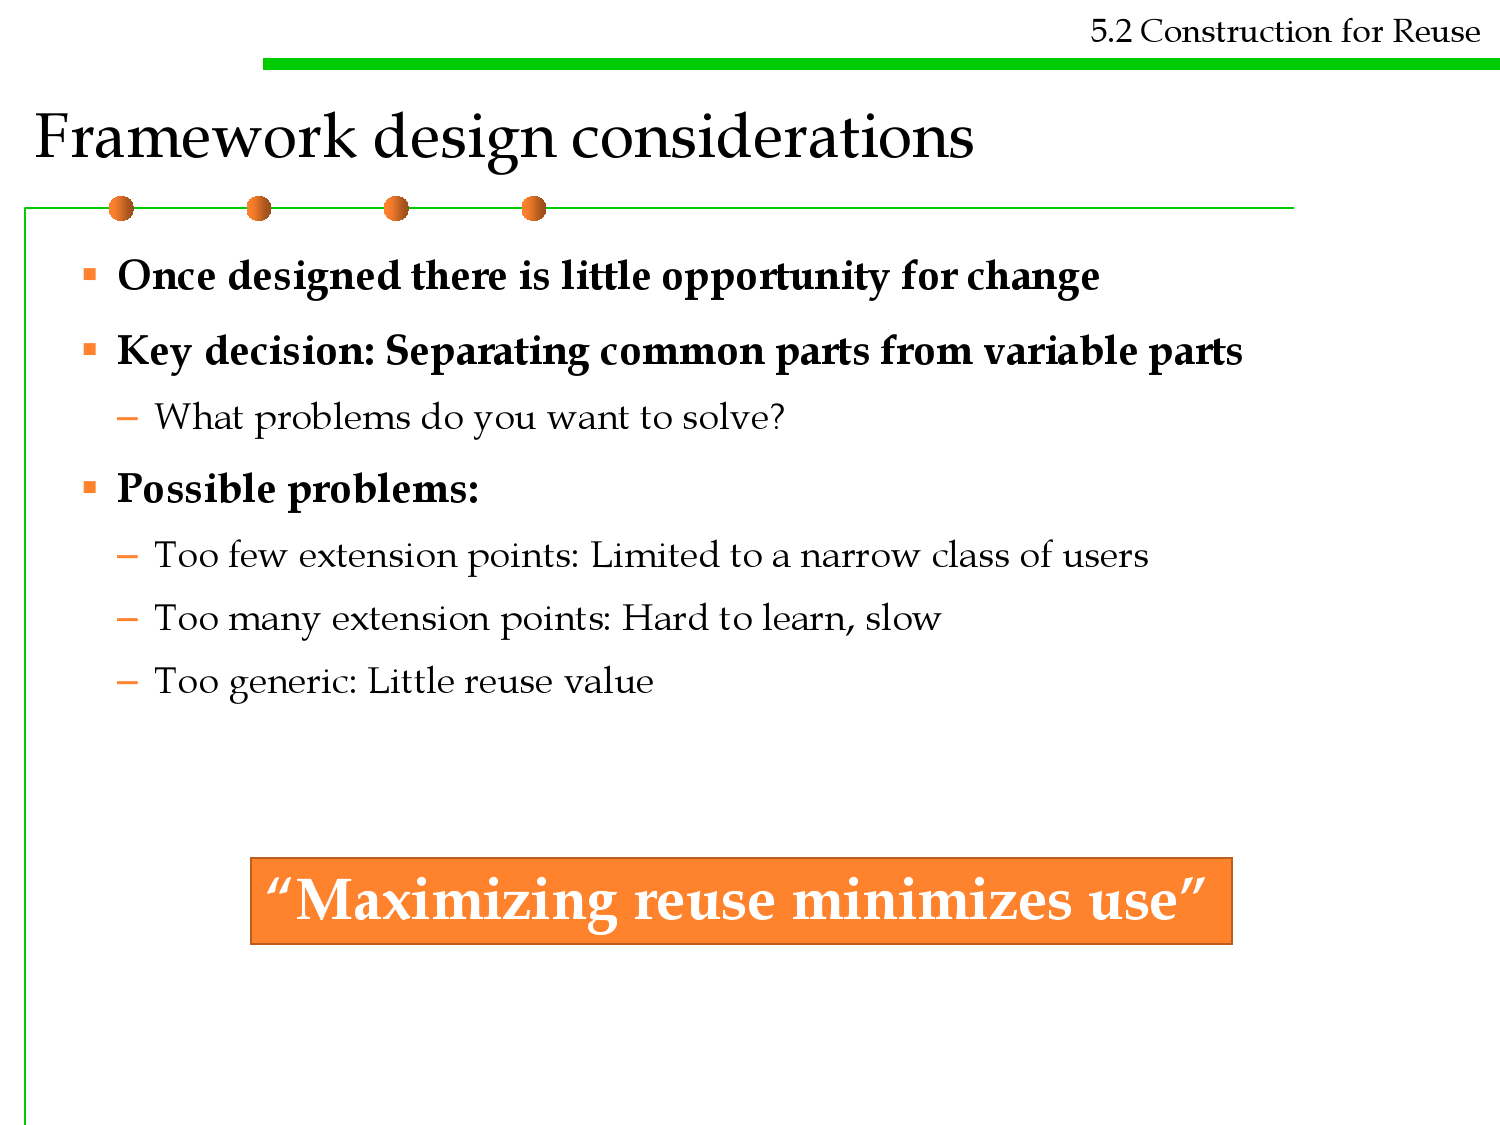 5.2 Construction for Reuse
Framework design considerations
▪ Once designed there is little opportunity for change
▪ Key decision: Separating common parts from variable parts
– What problems do you want to solve?
▪ Possible problems:
– Too few extension points: Limited to a narrow class of users
– Too many extension points: Hard to learn, slow
– Too generic: Little reuse value
“Maximizing reuse minimizes use”